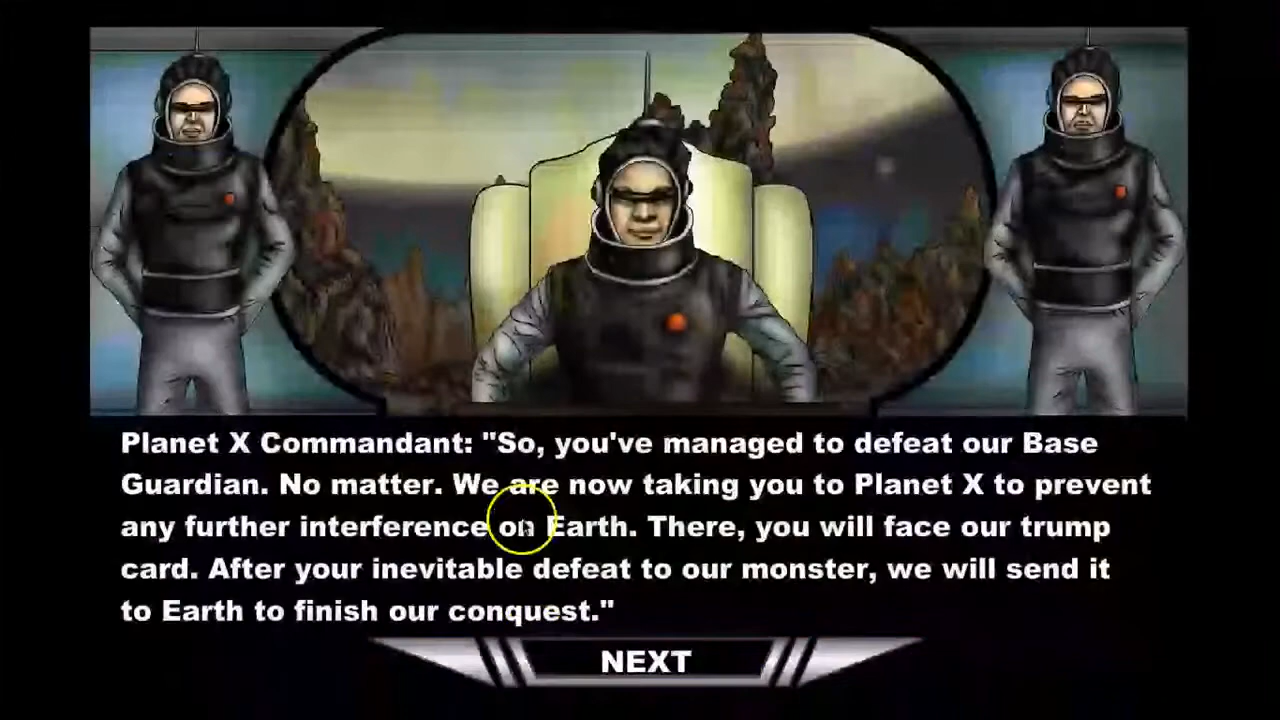 Planet X Commandant: "So, you've managed to defeat our Base
Guardian. No matter. We are now taking you to Planet X to prevent
any further interference on Earth. There, you will face our trump
card. After your inevitable defeat to our monster, we will send it
to Earth to finish our conquest."
NEXT